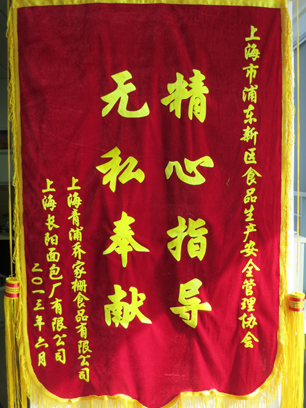 上海市浦东新区食品生产安全管理协会
精心指导
无私奉献
上海青浦乔家栅食品有限公司
上海长阳面包厂有限公司
二〇一三年六月